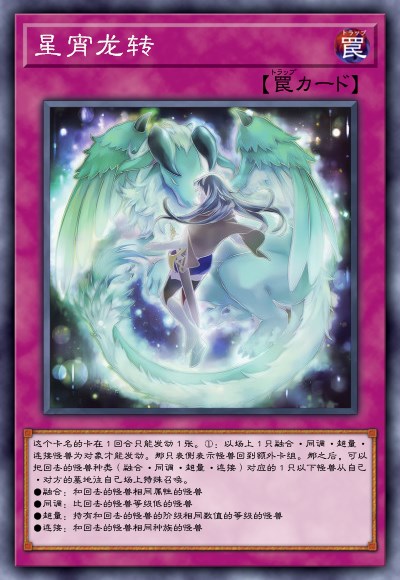 星宵龙转
罠
トラップ
【罠カード】
トラップ
这个卡名的卡在1回合只能发动1张。①：以场上1只融合·同调·超量·
连接怪兽为对象才能发动。那只表侧表示怪兽回到额外卡组。那之后，可以
把回去的怪兽种类（融合·同调·超量·连接）对应的1只以下怪兽从自己
·对方的墓地往自己场上特殊召唤。
●融合：和回去的怪兽相同属性的怪兽
●同调：比回去的怪兽等级低的怪兽
●超量：持有和回去的怪兽的阶级相同数值的等级的怪兽
●连接：和回去的怪兽相同种族的怪兽